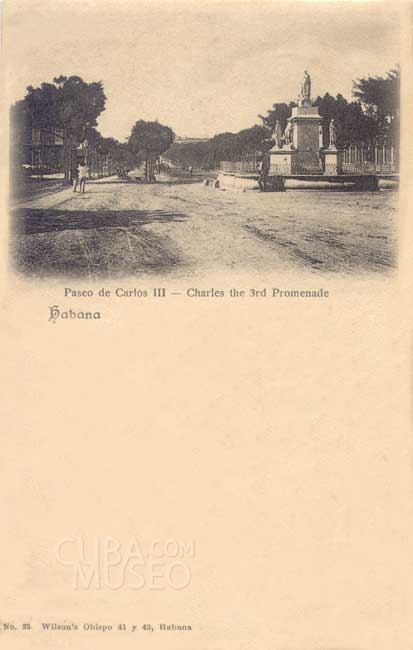 Paseo de Carlos III — Charles the 3rd Promenade
Habana
CUBA.COM
MUSEO
No. 25 Wilson's Obispo 41 y 43, Habana